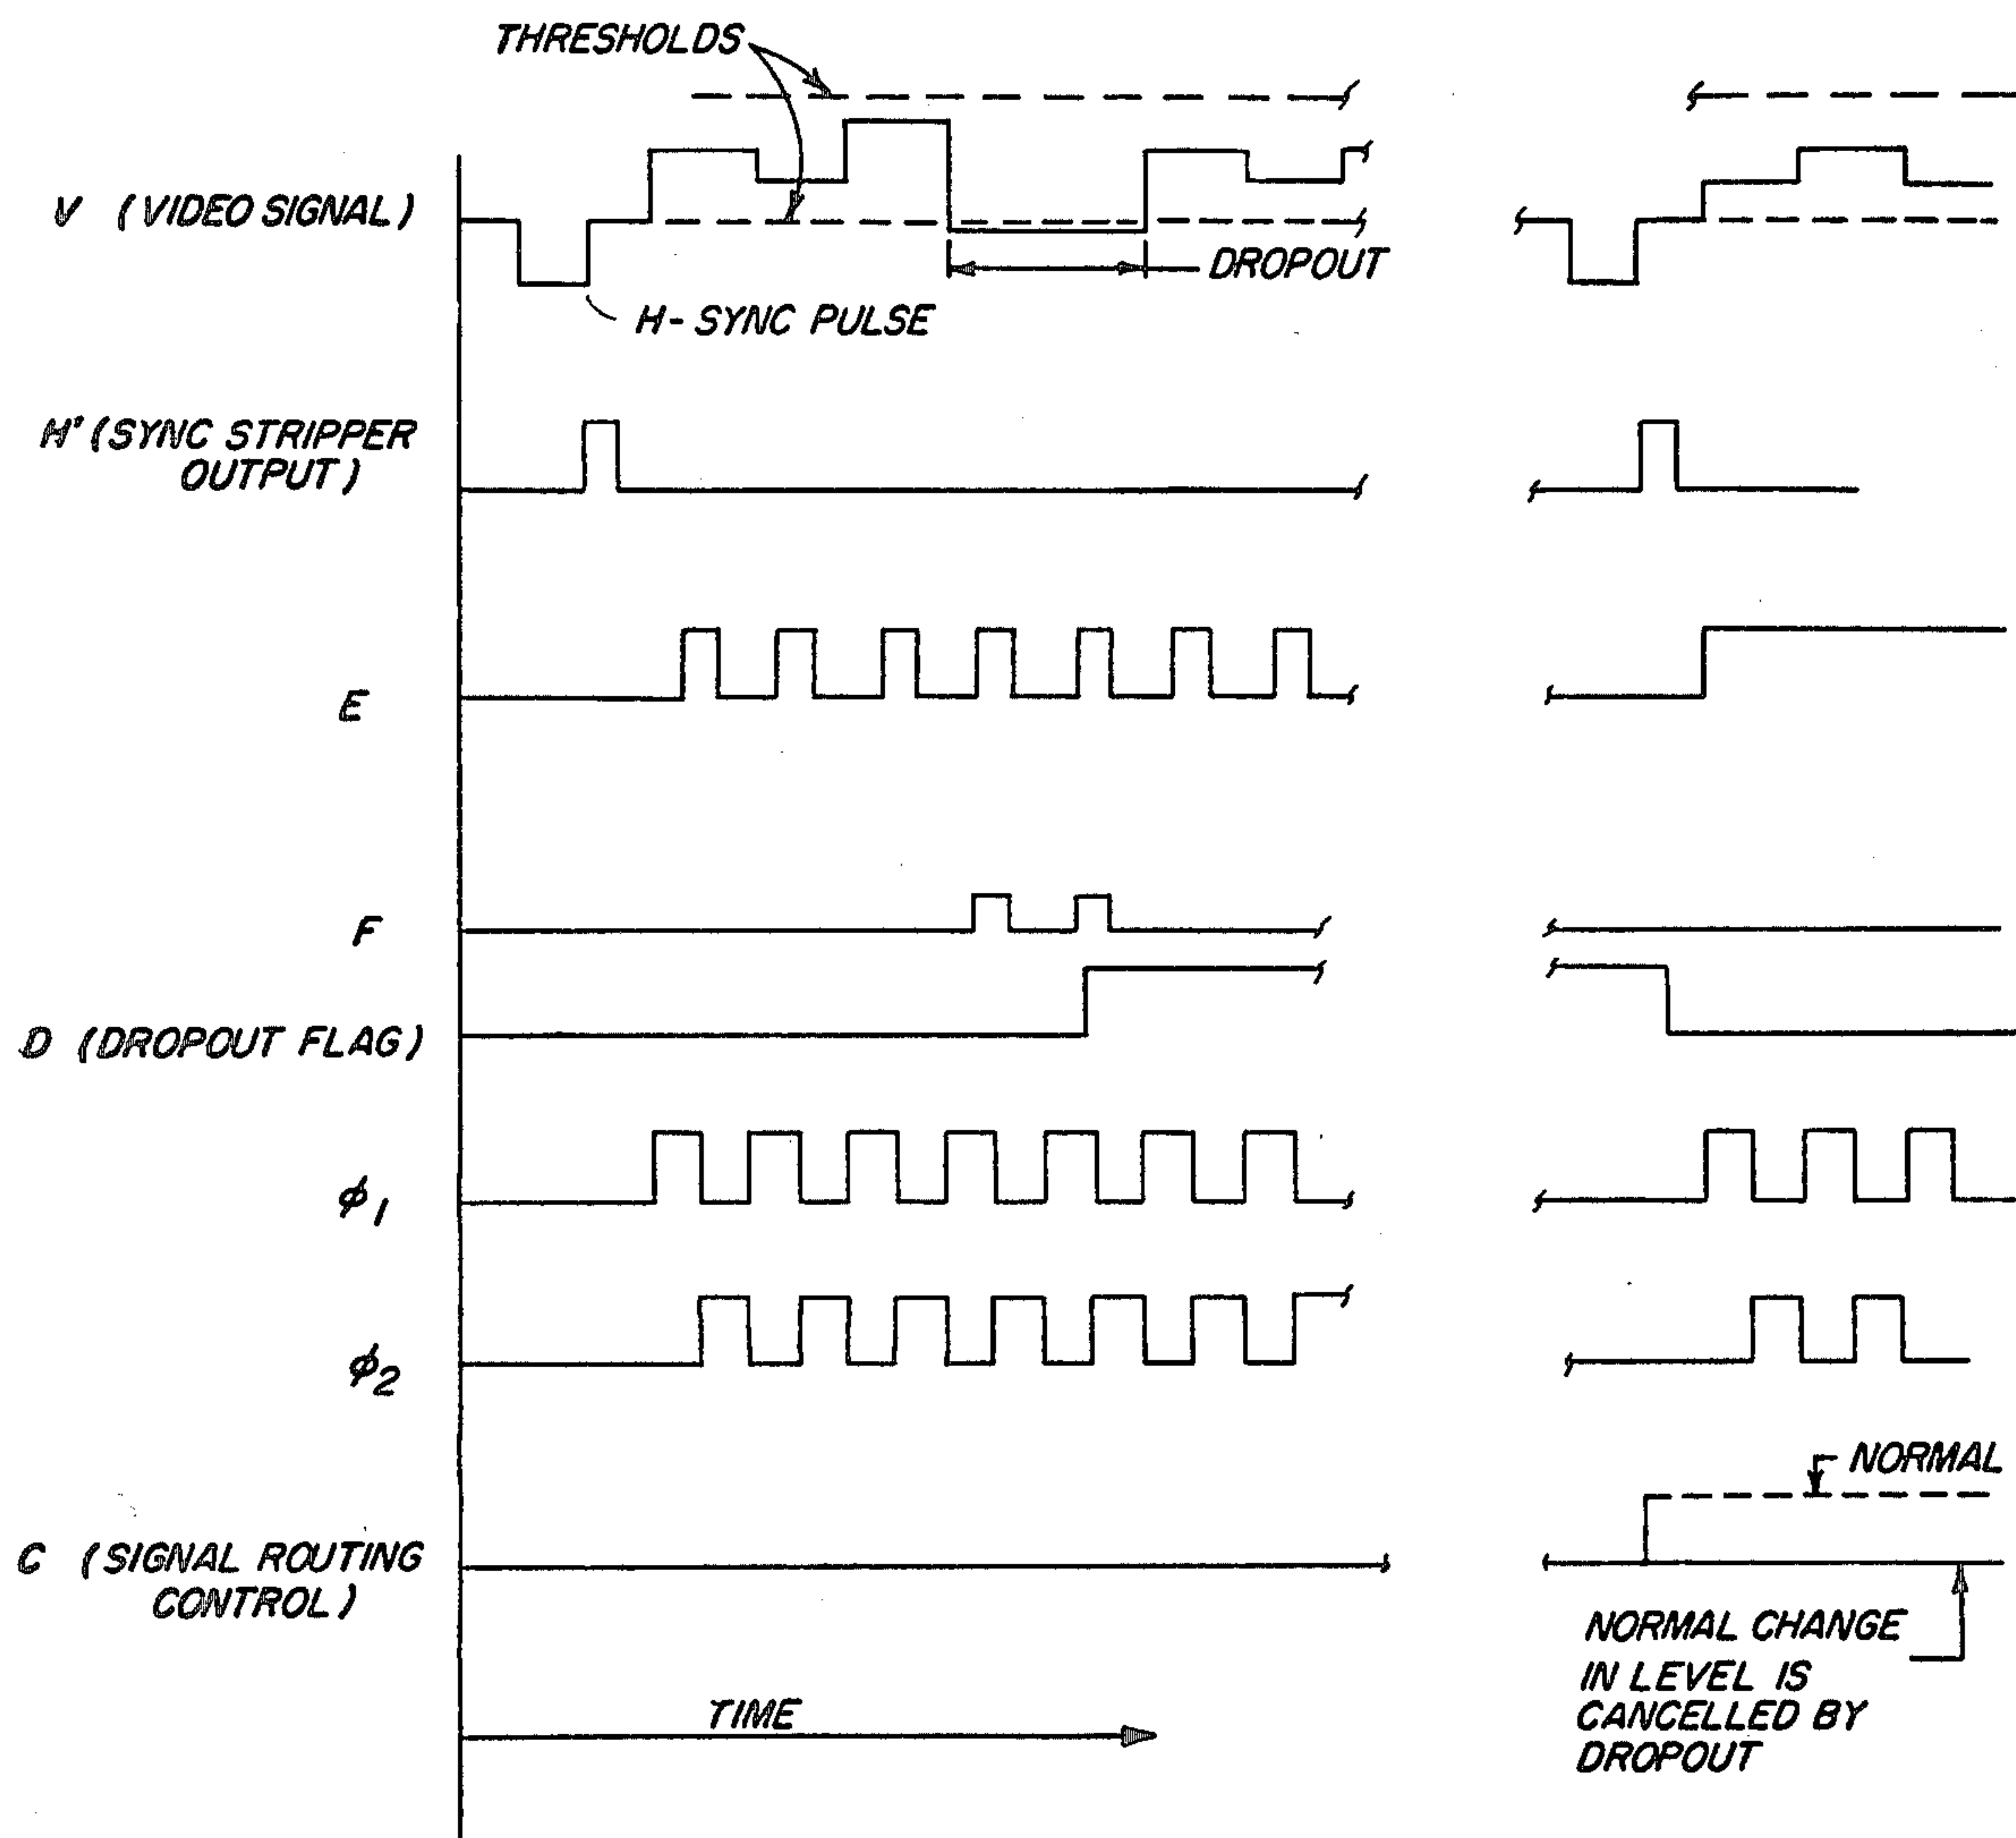 THRESHOLDS
V (VIDEO SIGNAL)
DROPOUT
H-SYNC PULSE
H' (SYNC STRIPPER
OUTPUT)
E
F
D (DROPOUT FLAG)
ϕ1
ϕ2
NORMAL
C (SIGNAL ROUTING
CONTROL)
NORMAL CHANGE
IN LEVEL IS
CANCELLED BY
DROPOUT
TIME